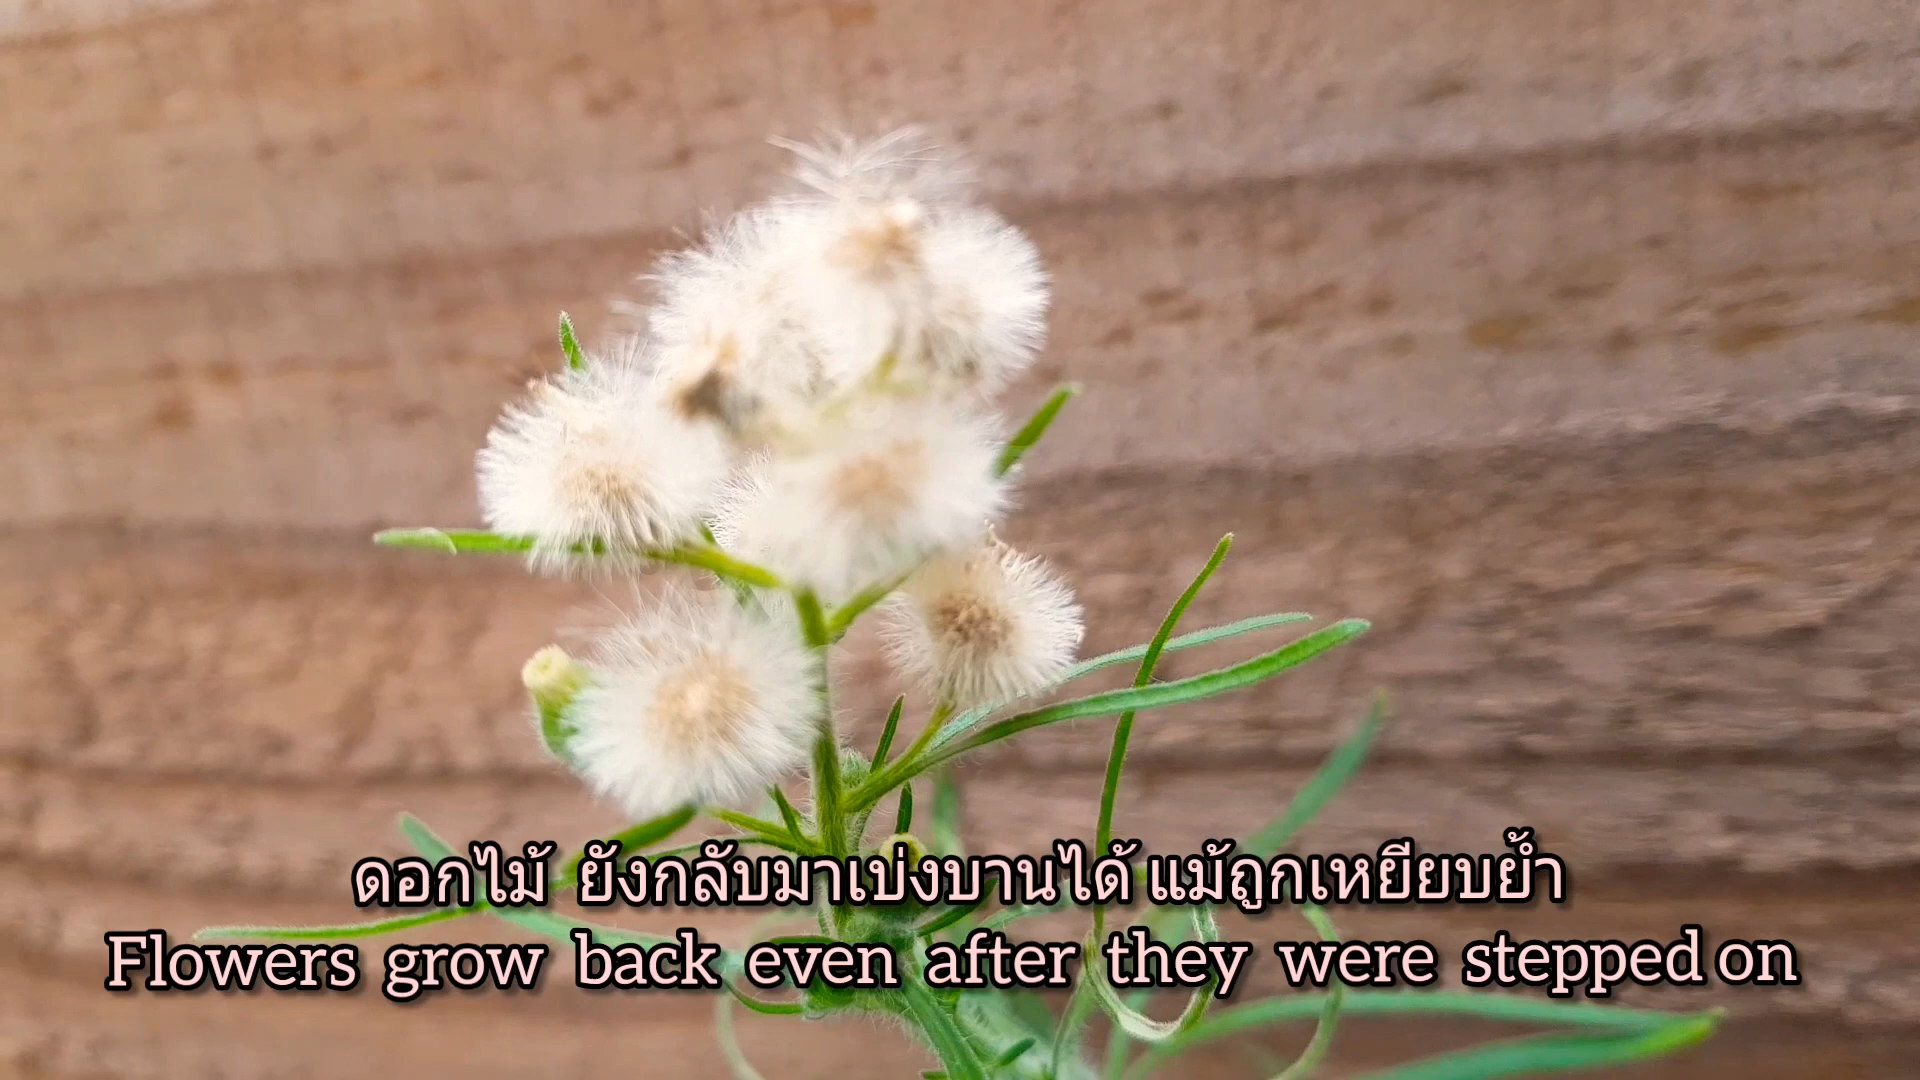 ดอกไม้ ยังกลับมาเบ่งบานได้ แม้ถูกเหยียบย้ำ
Flowers grow back even after they were stepped on